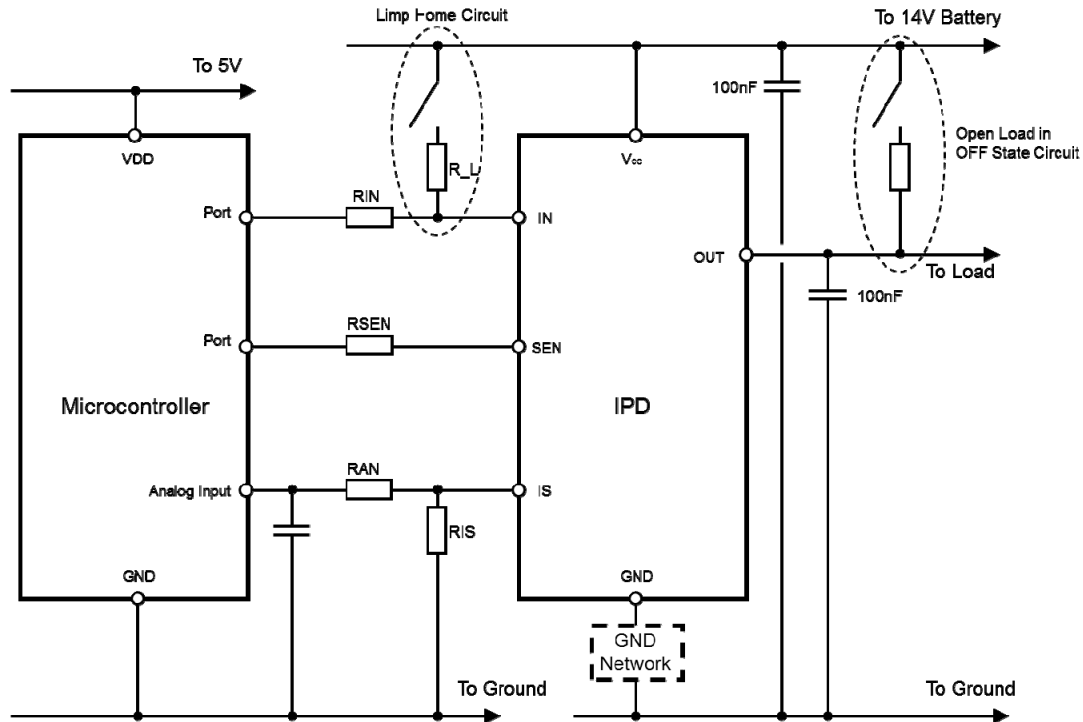 Limp Home Circuit
To 14V Battery
To 5V
100nF
Open Load in
OFF State Circuit
VDD
Vcc
R_L
RIN
Port
IN
OUT
To Load
100nF
RSEN
Port
SEN
Microcontroller
IPD
RAN
Analog Input
IS
RIS
GND
GND
GND
Network
To Ground
To Ground